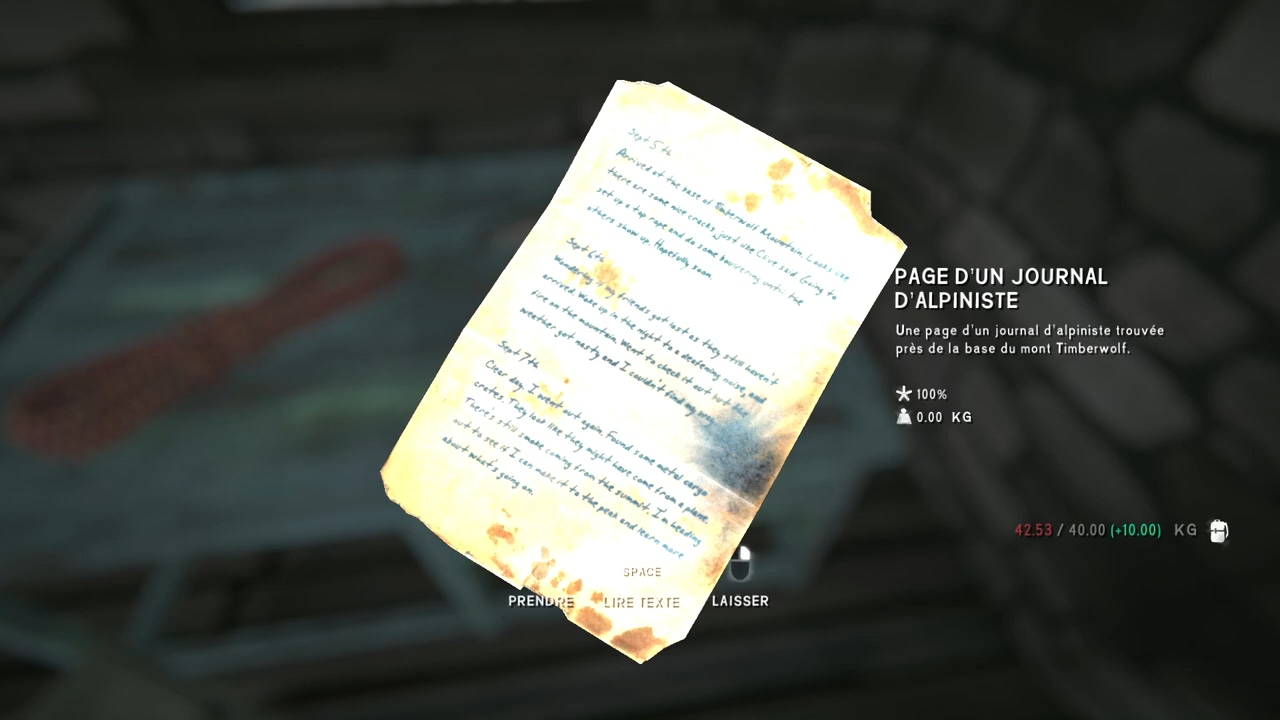 Sept 5th
Arrived at the base of Timberwolf Mountain. Looks like
there are some nice cracks, just like Clive said. Going to
set up a top rope and do some bouldering until the
others show up. Hopefully soon.
Sept 6th
Wondering if my friends got lost as they still haven't
arrived. Woke up in the night to a deafening noise and
fire on the mountain. Went to check it out but the
weather got nasty and I couldn't find my way.
Sept 7th
Clear day. I went out again. Found some metal cargo
crates. They look like they might have come from a plane.
There's still smoke coming from the summit. I'm heading
out to see if I can make it to the peak and learn more
about what's going on.
PAGE D'UN JOURNAL
D'ALPINISTE
Une page d'un journal d'alpiniste trouvée
près de la base du mont Timberwolf.
100%
0.00 KG
42.53 / 40.00 (+10.00) KG
SPACE
PRENDRE LIRE TEXTE LAISSER